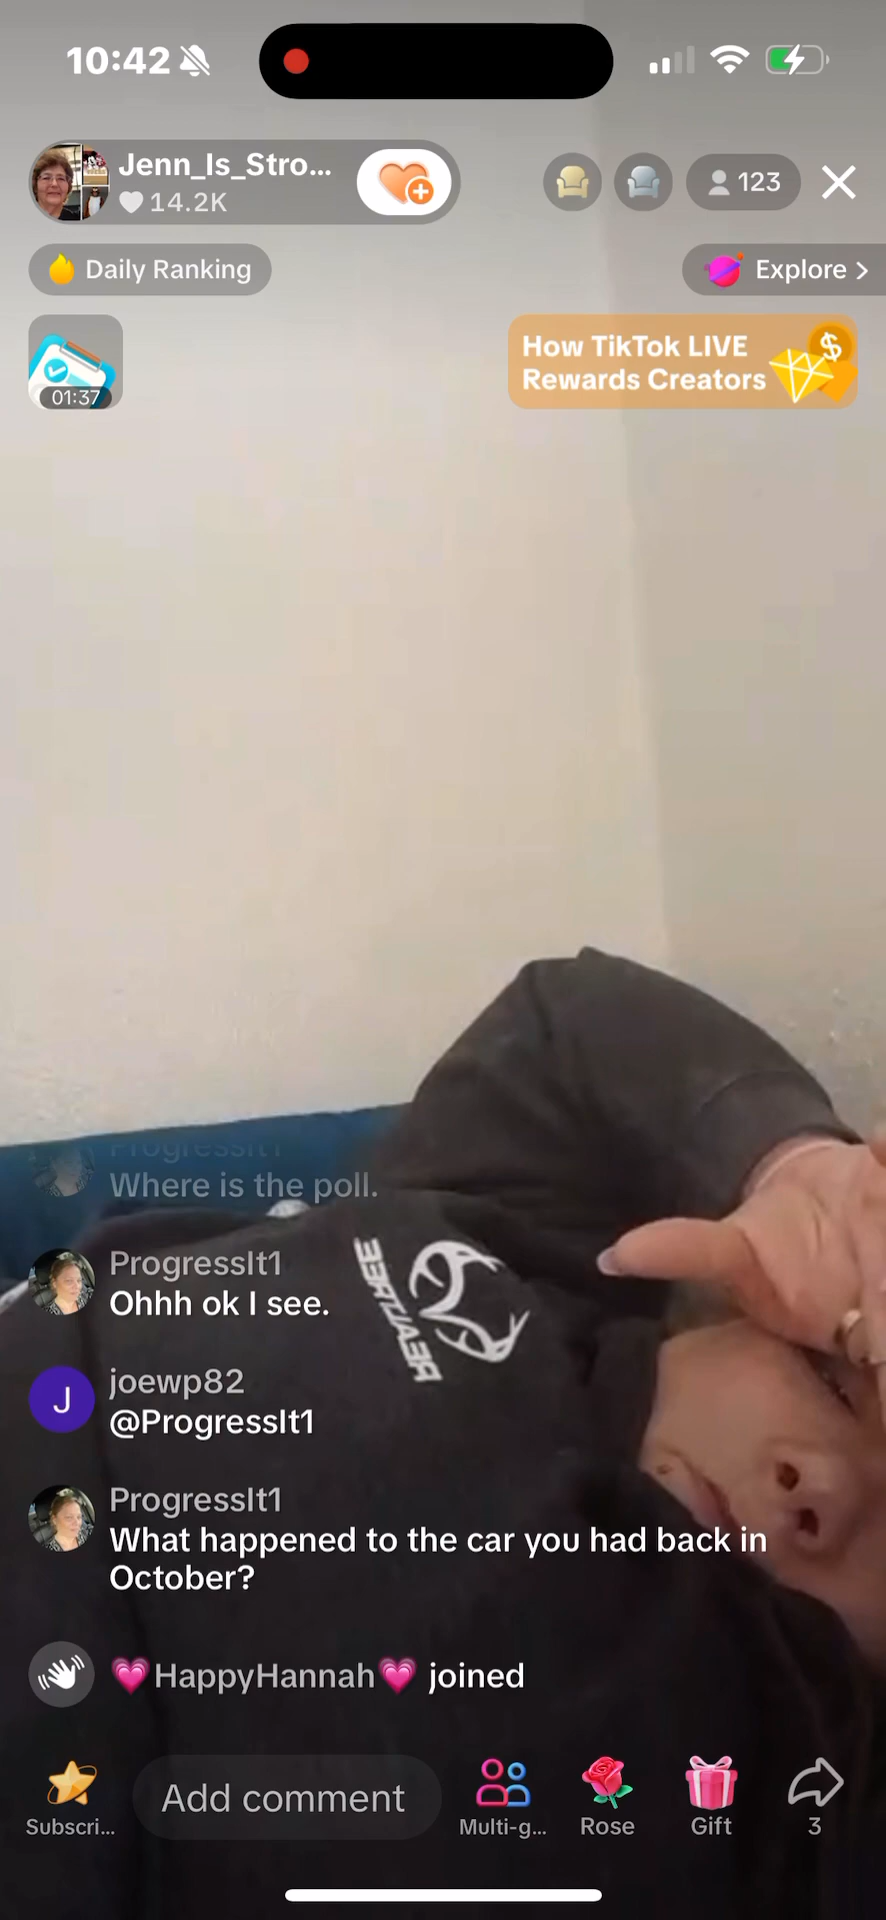 10:42
Jenn_Is_Stro...
14.2K
123
Daily Ranking
Explore >
01:37
How TikTok LIVE
Rewards Creators
$
ProgressIt1
Where is the poll.
ProgressIt1
Ohhh ok I see.
REALTREE
J
joewp82
@ProgressIt1
ProgressIt1
What happened to the car you had back in
October?
💗HappyHannah💗 joined
Add comment
Subscri...
Multi-g...
Rose
Gift
3